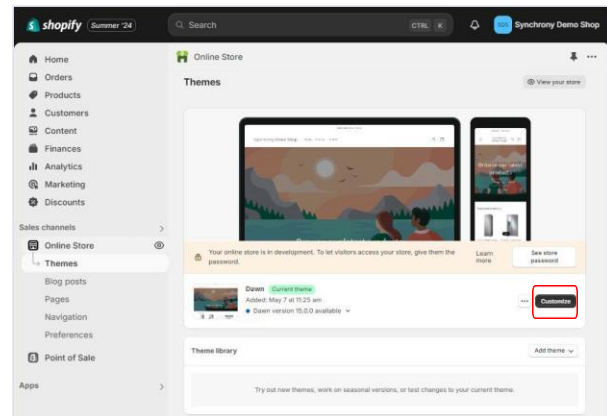 shopify Summer '24
Search
CTRL K
SDS
Synchrony Demo Shop
Home
Orders
Products
Customers
Content
Finances
Analytics
Marketing
Discounts
Sales channels
Online Store
Themes
Blog posts
Pages
Navigation
Preferences
Point of Sale
Apps
Online Store
Themes
View your store
Your online store is in development. To let visitors access your store, give them the
password.
Learn
more
See store
password
Dawn Current theme
Added: May 7 at 11:25 am
Dawn version 15.0.0 available
Customize
Theme library
Add theme
Try out new themes, work on seasonal versions, or test changes to your current theme.